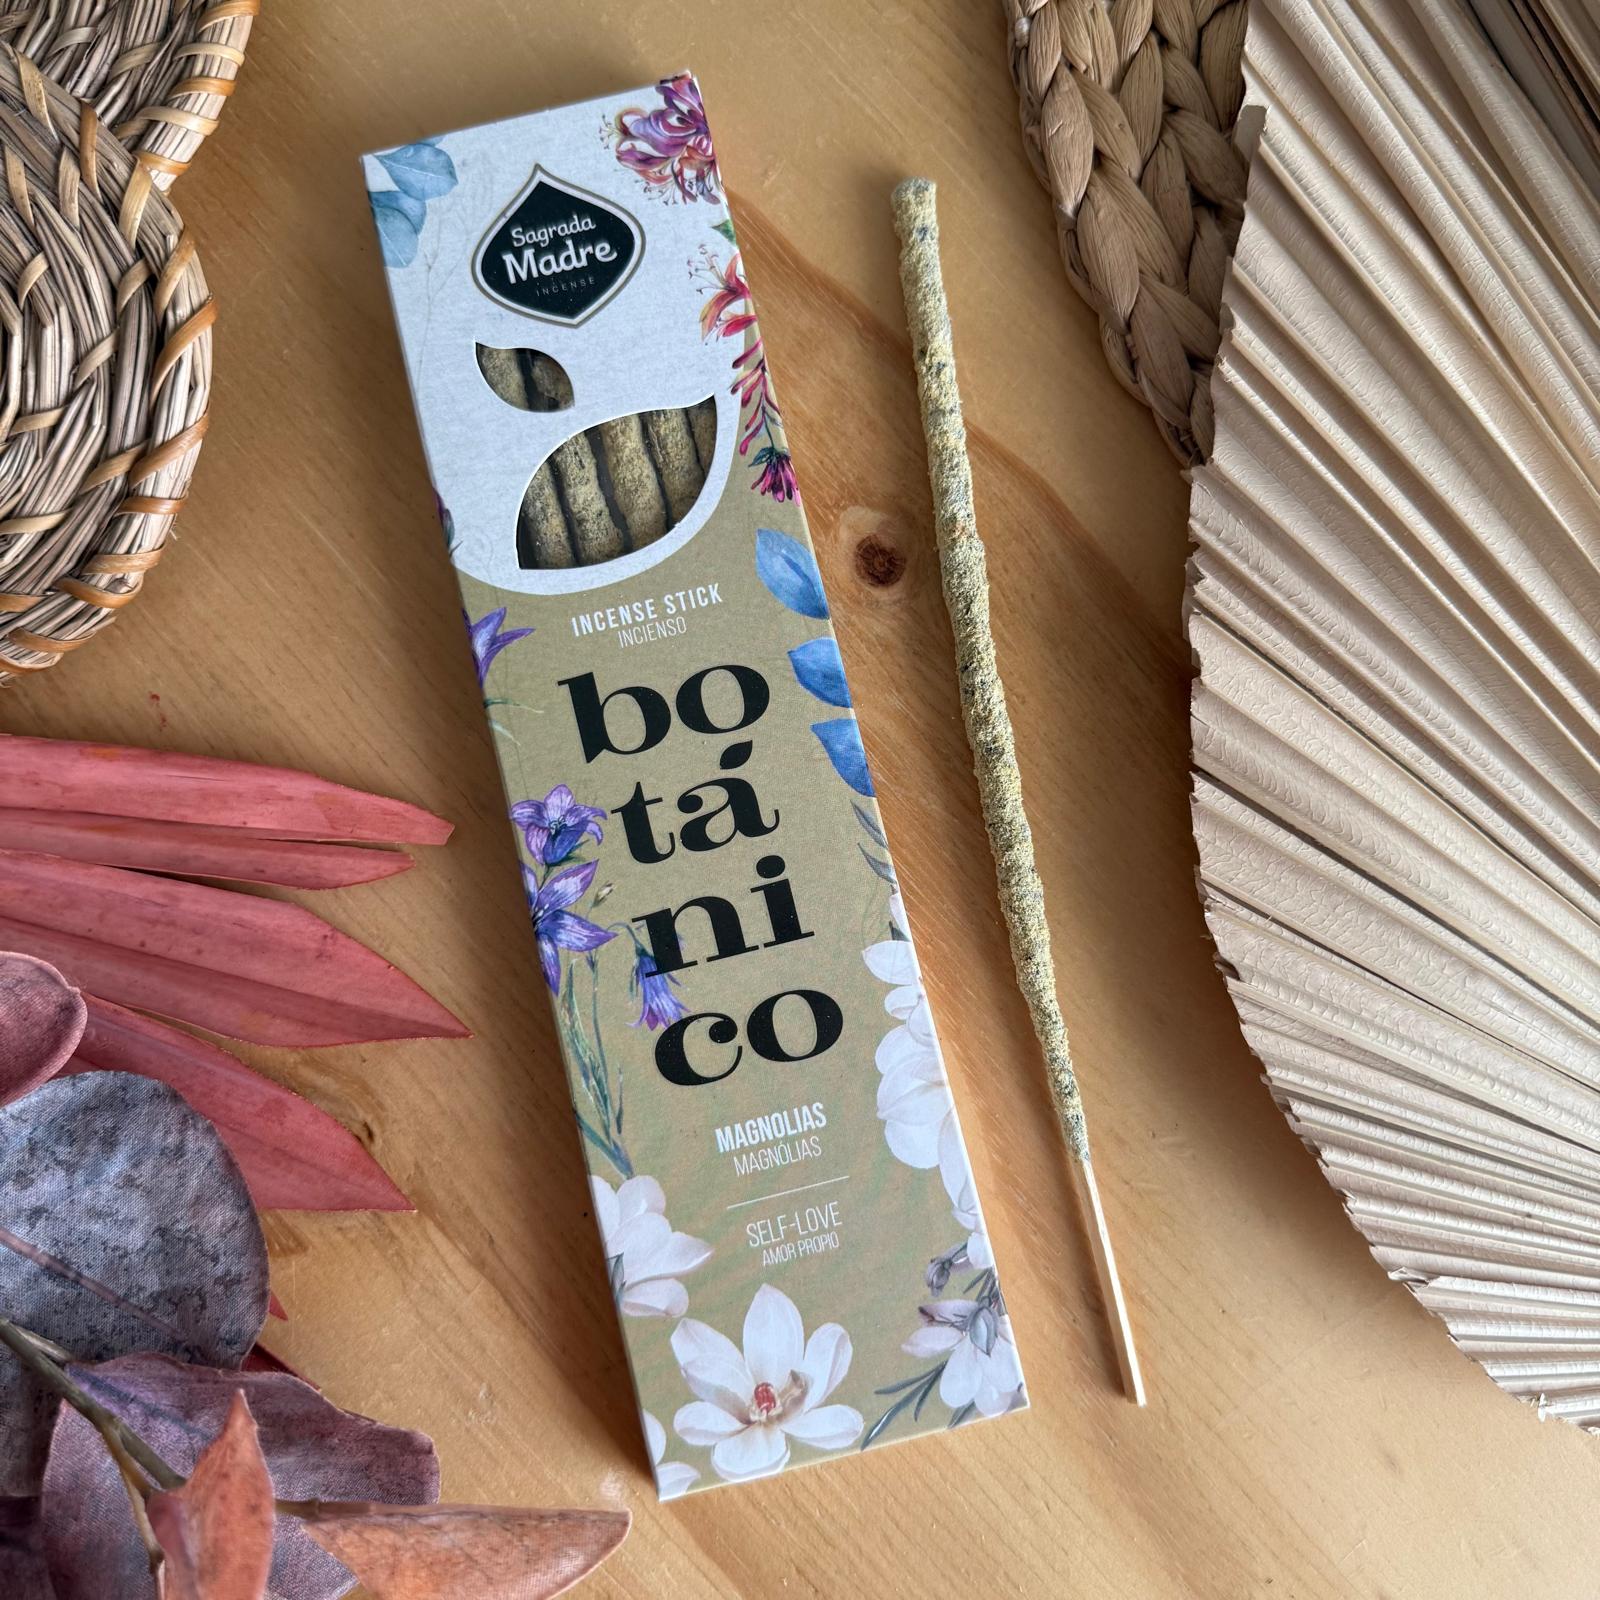 Sagrada
Madre
INCENSE
INCENSE STICK
INCIENSO
bo
tá
ni
co
MAGNOLIAS
MAGNÓLIAS
SELF-LOVE
AMOR PROPIO